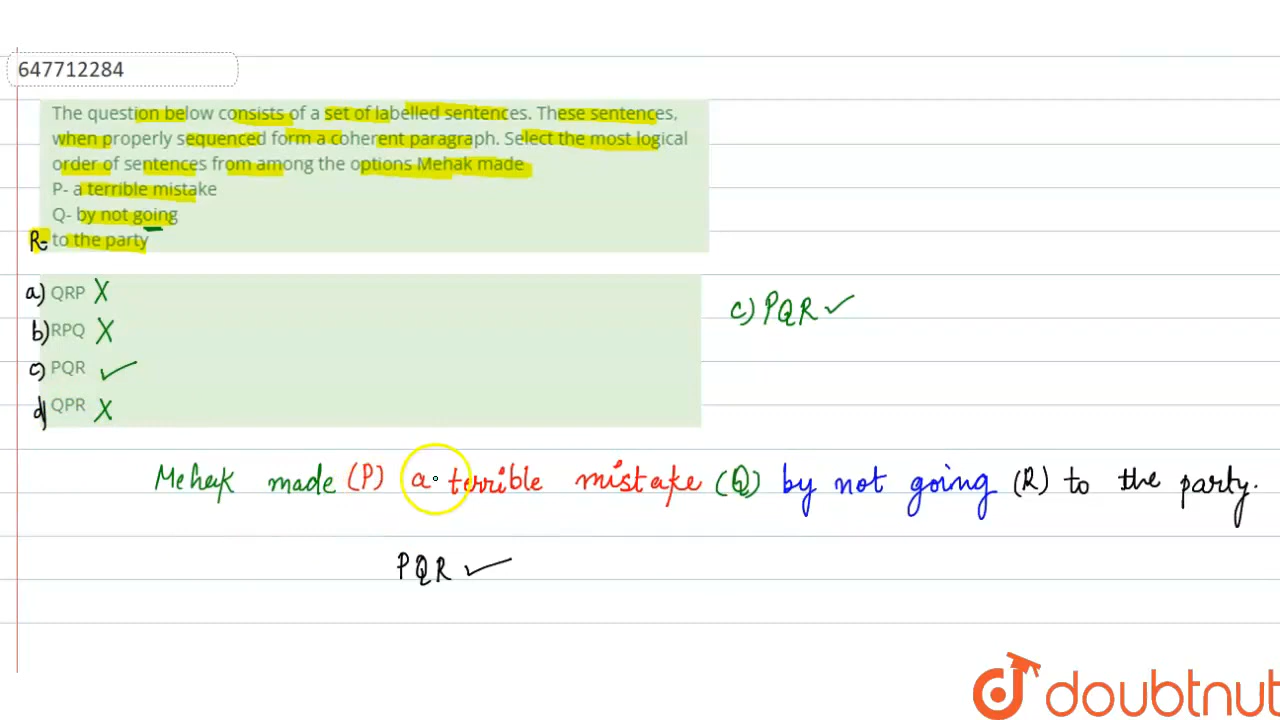 647712284
The question below consists of a set of labelled sentences. These sentences,
when properly sequenced form a coherent paragraph. Select the most logical
order of sentences from among the options Mehak made
P- a terrible mistake
Q- by not going
R- to the party
a) QRP X
b) RPQ X
c) PQR ✓
d) QPR X
c) PQR ✓
Mehak made (P) a terrible mistake (Q) by not going (R) to the party.
PQR ✓
doubtnut